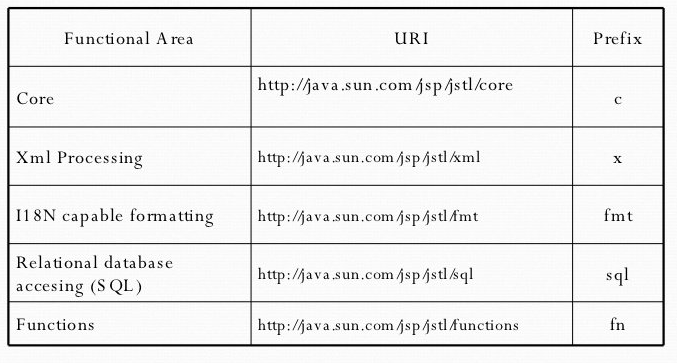 Functional Area URI Prefix
Core http://java.sun.com/jsp/jstl/core c
Xml Processing http://java.sun.com/jsp/jstl/xml x
I18N capable formatting http://java.sun.com/jsp/jstl/fmt fmt
Relational database
accesing (SQL) http://java.sun.com/jsp/jstl/sql sql
Functions http://java.sun.com/jsp/jstl/functions fn